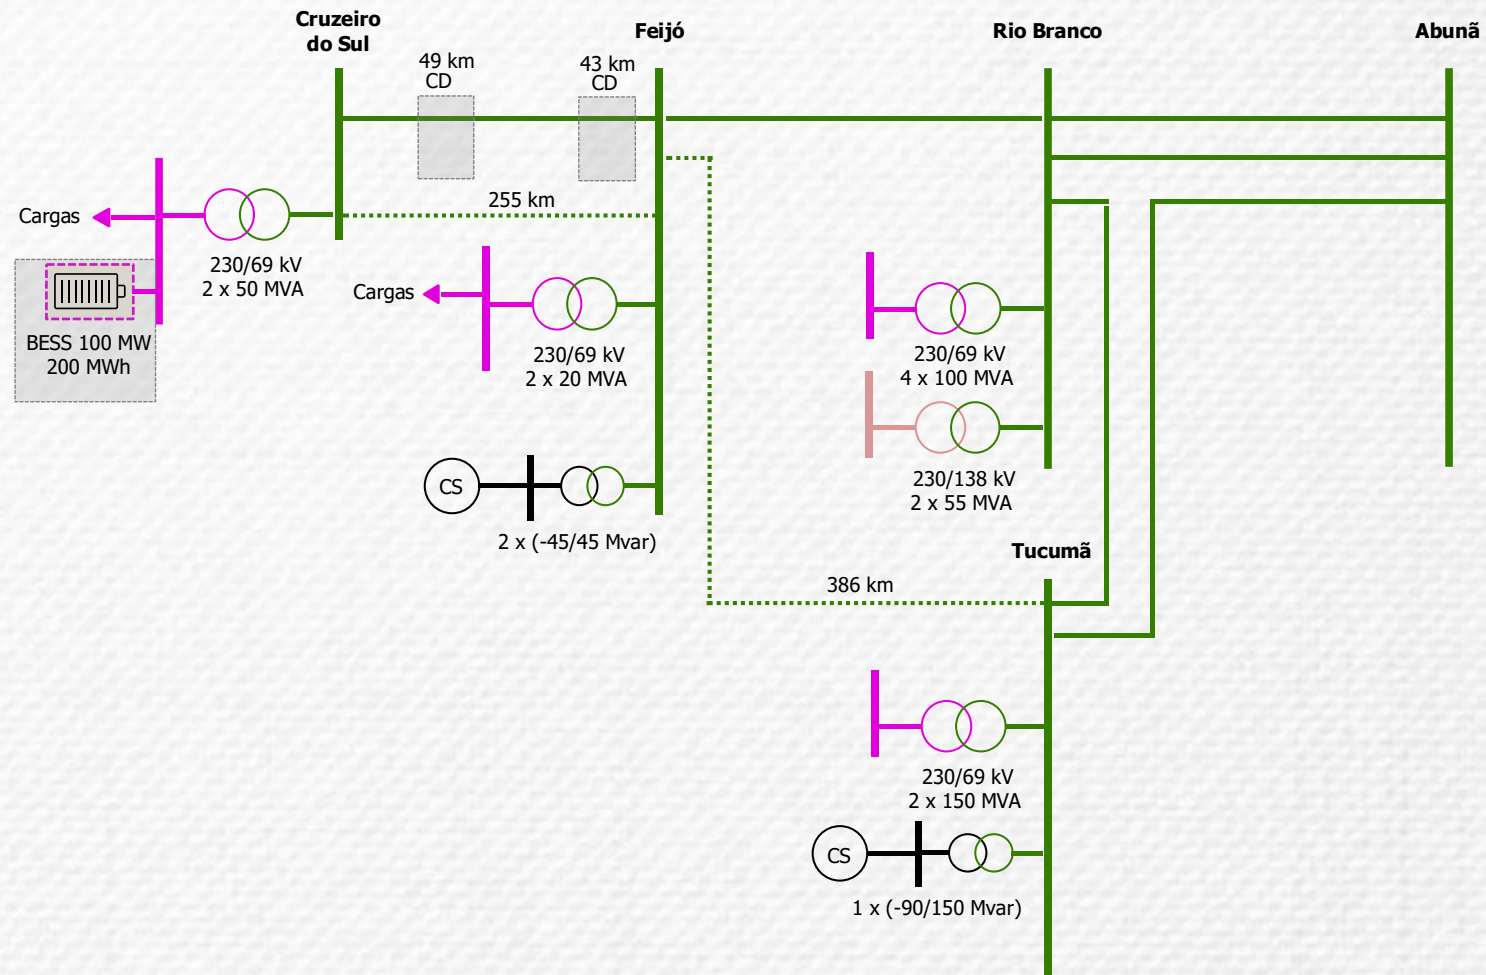 Cruzeiro
do Sul
Feijó
Rio Branco
Abunã
49 km
CD
43 km
CD
255 km
Cargas
230/69 kV
2 x 50 MVA
BESS 100 MW
200 MWh
Cargas
230/69 kV
2 x 20 MVA
230/69 kV
4 x 100 MVA
230/138 kV
2 x 55 MVA
CS
2 x (-45/45 Mvar)
Tucumã
386 km
230/69 kV
2 x 150 MVA
CS
1 x (-90/150 Mvar)